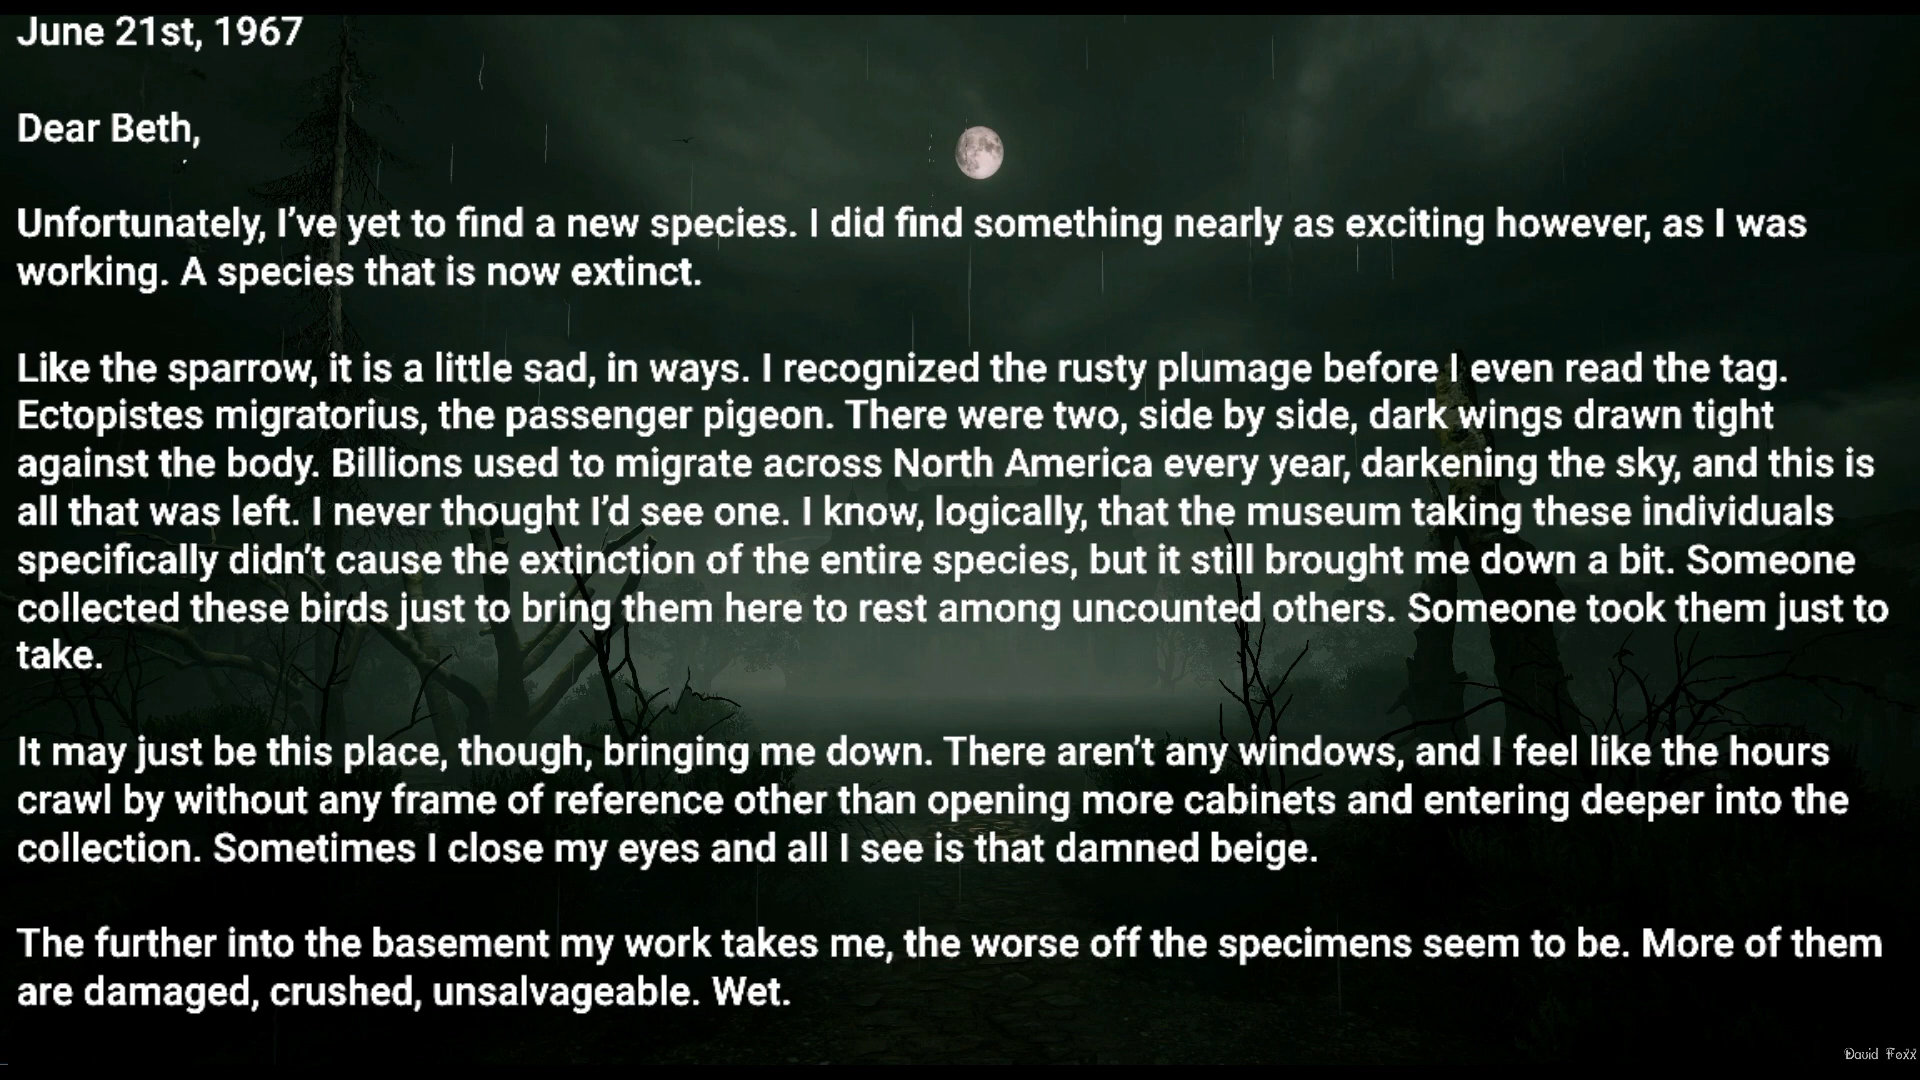 June 21st, 1967
Dear Beth,
Unfortunately, I’ve yet to find a new species. I did find something nearly as exciting however, as I was
working. A species that is now extinct.
Like the sparrow, it is a little sad, in ways. I recognized the rusty plumage before I even read the tag.
Ectopistes migratorius, the passenger pigeon. There were two, side by side, dark wings drawn tight
against the body. Billions used to migrate across North America every year, darkening the sky, and this is
all that was left. I never thought I’d see one. I know, logically, that the museum taking these individuals
specifically didn’t cause the extinction of the entire species, but it still brought me down a bit. Someone
collected these birds just to bring them here to rest among uncounted others. Someone took them just to
take.
It may just be this place, though, bringing me down. There aren’t any windows, and I feel like the hours
crawl by without any frame of reference other than opening more cabinets and entering deeper into the
collection. Sometimes I close my eyes and all I see is that damned beige.
The further into the basement my work takes me, the worse off the specimens seem to be. More of them
are damaged, crushed, unsalvageable. Wet.
David Foxx